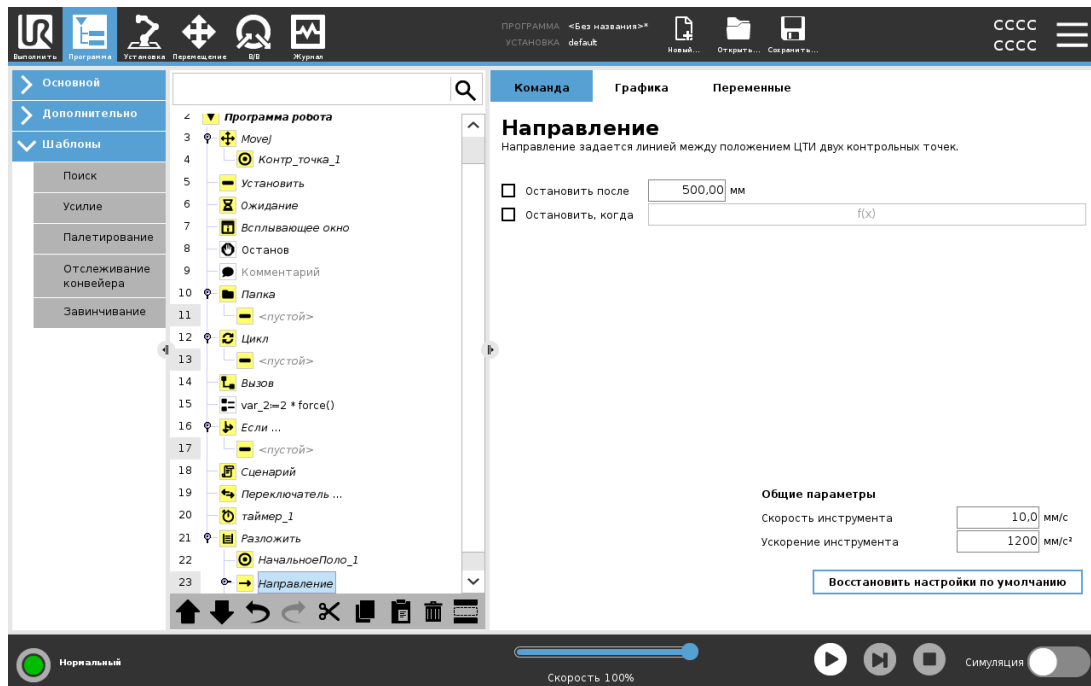 UR
ПРОГРАММА <Без названия>*
УСТАНОВКА default
Новый...
Открыть...
Сохранить...
CCCC
CCCC
Выполнить
Программа
Установка
Перемещение
В/В
Журнал
Основной
Дополнительно
Шаблоны
Поиск
Усилие
Палетирование
Отслеживание
конвейера
Завинчивание
2 Программа робота
3 MoveJ
4 Контр_точка_1
5 Установить
6 Ожидание
7 Всплывающее окно
8 Останов
9 Комментарий
10 Папка
11 <пустой>
12 Цикл
13 <пустой>
14 Вызов
15 var_2≔2 * force()
16 Если ...
17 <пустой>
18 Сценарий
19 Переключатель ...
20 таймер_1
21 Разложить
22 НачальноеПоло_1
23 Направление
Команда
Графика
Переменные
Направление
Направление задается линией между положением ЦТИ двух контрольных точек.
Остановить после 500,00 мм
Остановить, когда f(x)
Общие параметры
Скорость инструмента 10,0 мм/с
Ускорение инструмента 1200 мм/с²
Восстановить настройки по умолчанию
Нормальный
Скорость 100%
Симуляция